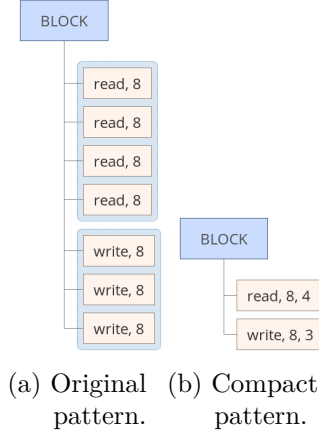 BLOCK
read, 8
read, 8
read, 8
read, 8
write, 8
write, 8
write, 8
BLOCK
read, 8, 4
write, 8, 3
(a) Original
pattern.
(b) Compact
pattern.